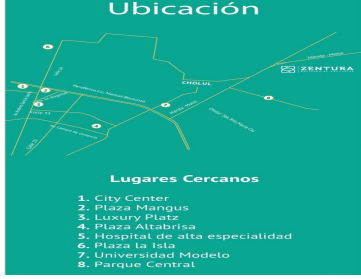 Ubicación
CHOLUL
ZENTURA
Lugares Cercanos
1. City Center
2. Plaza Mangus
3. Luxury Platz
4. Plaza Altabrisa
5. Hospital de alta especialidad
6. Plaza la Isla
7. Universidad Modelo
8. Parque Central